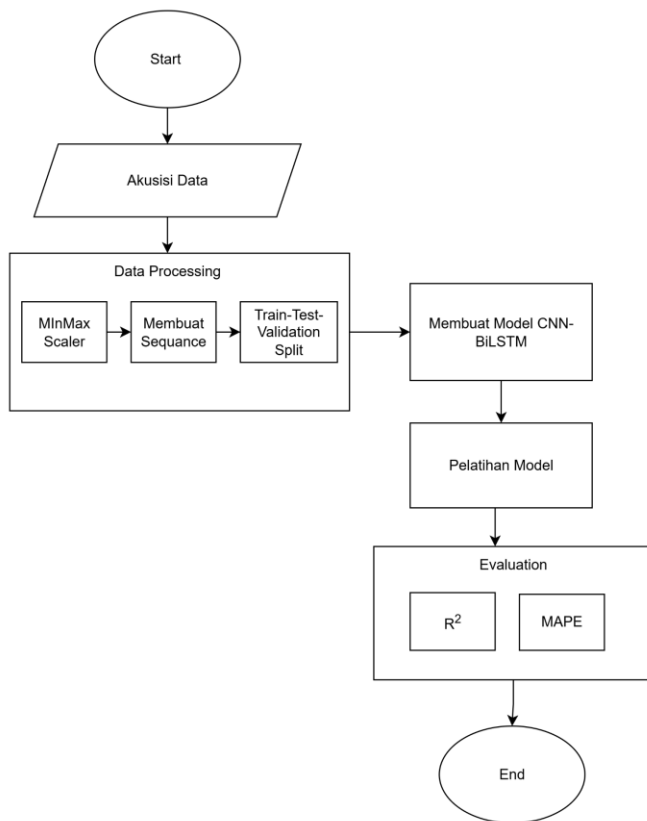 Start
Akusisi Data
Data Processing
MInMax
Scaler
Membuat
Sequance
Train-Test-
Validation
Split
Membuat Model CNN-
BiLSTM
Pelatihan Model
Evaluation
R²
MAPE
End